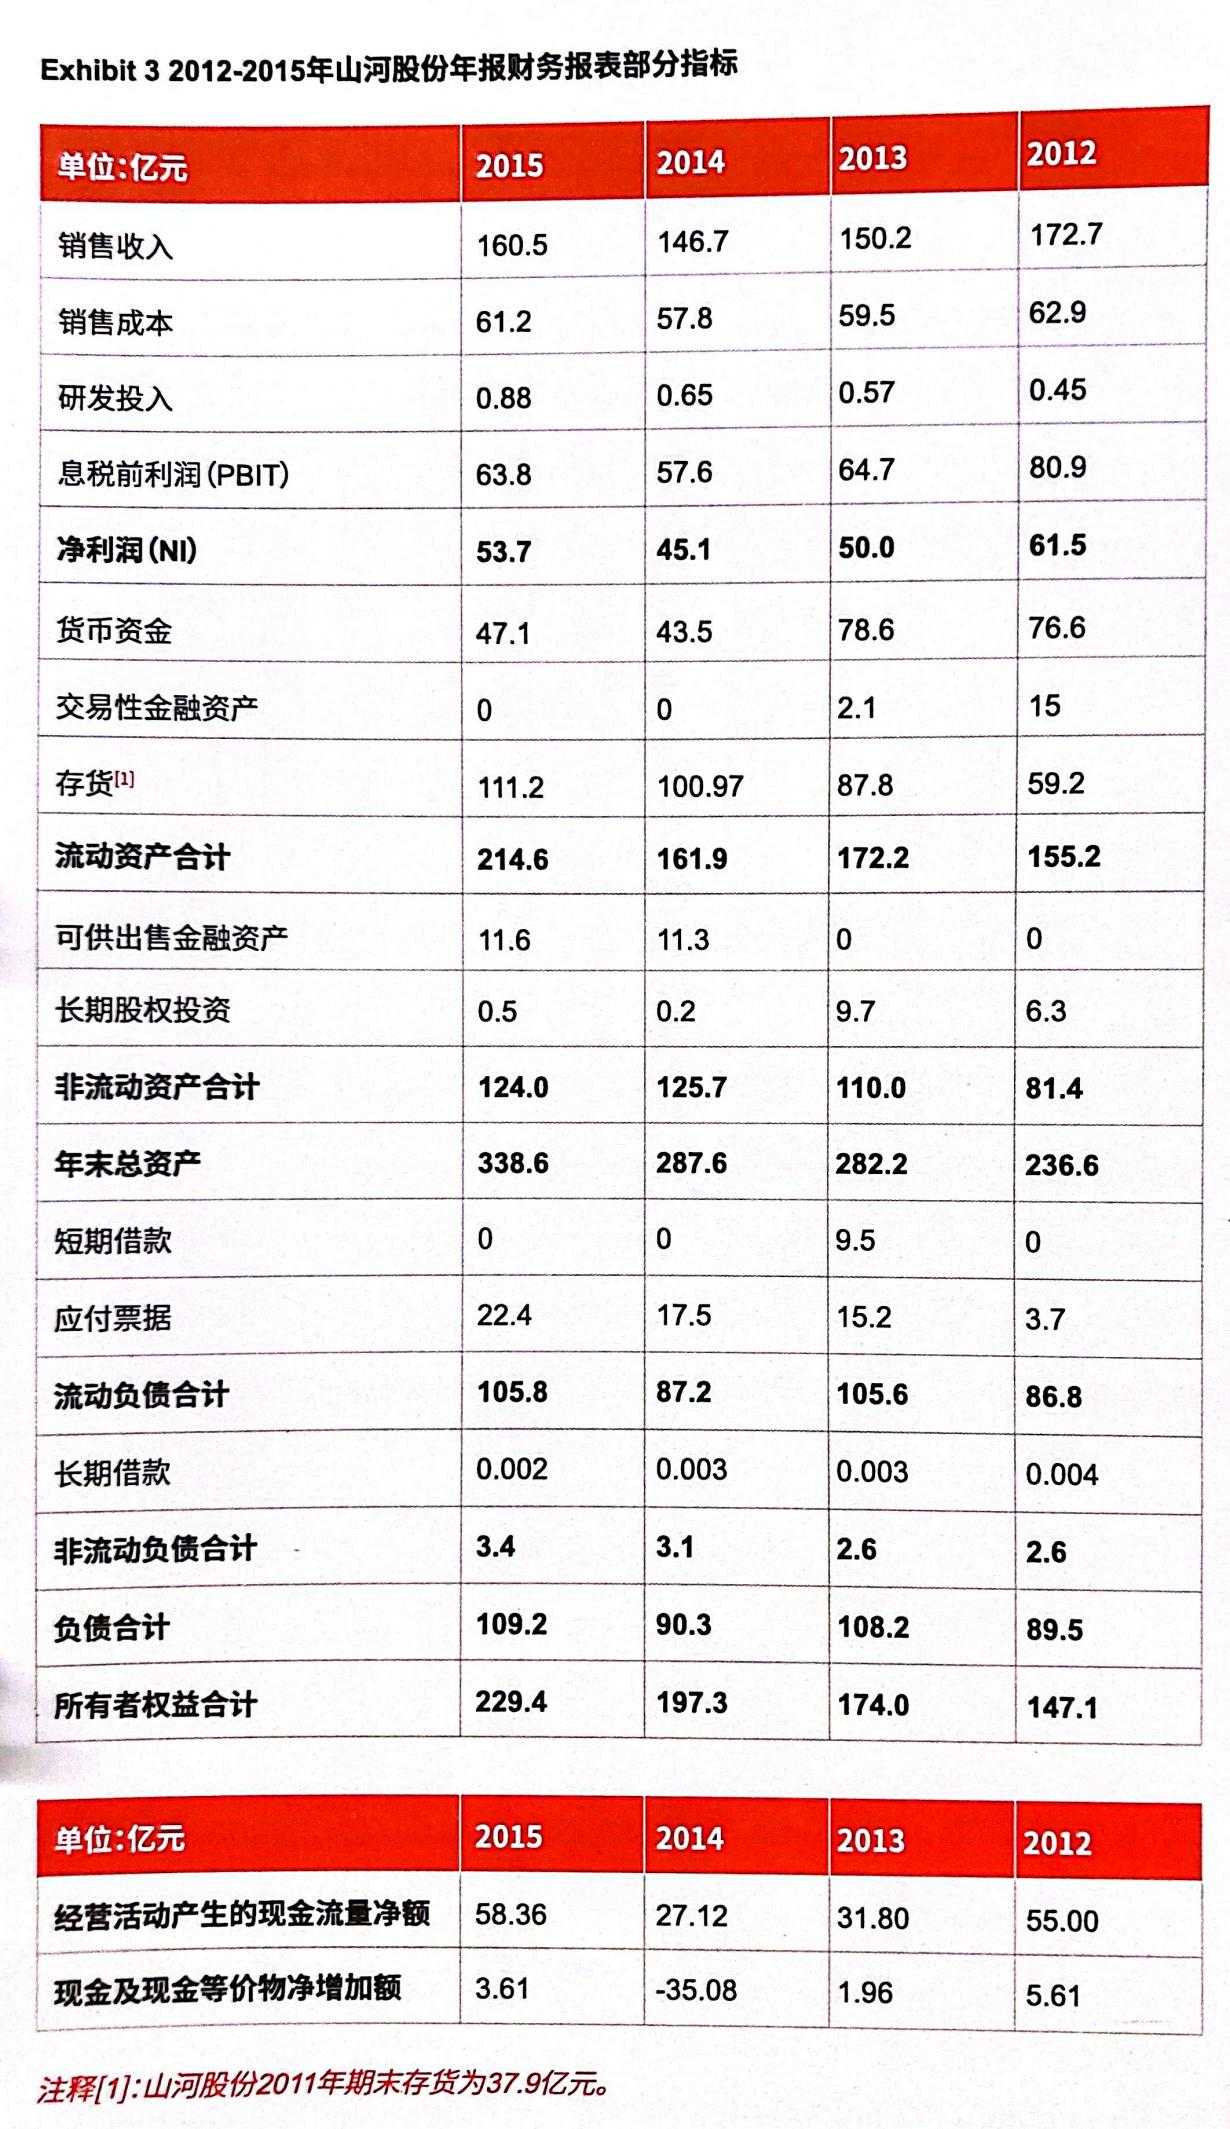 Exhibit 3 2012-2015年山河股份年报财务报表部分指标
单位:亿元 2015 2014 2013 2012
销售收入 160.5 146.7 150.2 172.7
销售成本 61.2 57.8 59.5 62.9
研发投入 0.88 0.65 0.57 0.45
息税前利润(PBIT) 63.8 57.6 64.7 80.9
净利润(NI) 53.7 45.1 50.0 61.5
货币资金 47.1 43.5 78.6 76.6
交易性金融资产 0 0 2.1 15
存货[1] 111.2 100.97 87.8 59.2
流动资产合计 214.6 161.9 172.2 155.2
可供出售金融资产 11.6 11.3 0 0
长期股权投资 0.5 0.2 9.7 6.3
非流动资产合计 124.0 125.7 110.0 81.4
年末总资产 338.6 287.6 282.2 236.6
短期借款 0 0 9.5 0
应付票据 22.4 17.5 15.2 3.7
流动负债合计 105.8 87.2 105.6 86.8
长期借款 0.002 0.003 0.003 0.004
非流动负债合计 3.4 3.1 2.6 2.6
负债合计 109.2 90.3 108.2 89.5
所有者权益合计 229.4 197.3 174.0 147.1
单位:亿元 2015 2014 2013 2012
经营活动产生的现金流量净额 58.36 27.12 31.80 55.00
现金及现金等价物净增加额 3.61 -35.08 1.96 5.61
注释[1]:山河股份2011年期末存货为37.9亿元。